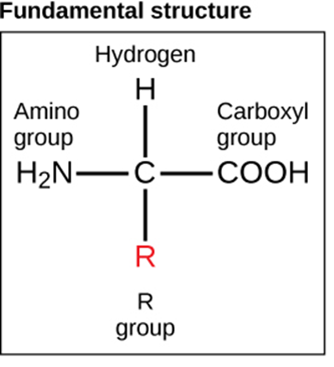 Fundamental structure
Hydrogen
H
Amino
group
Carboxyl
group
H₂N C COOH
R
R
group